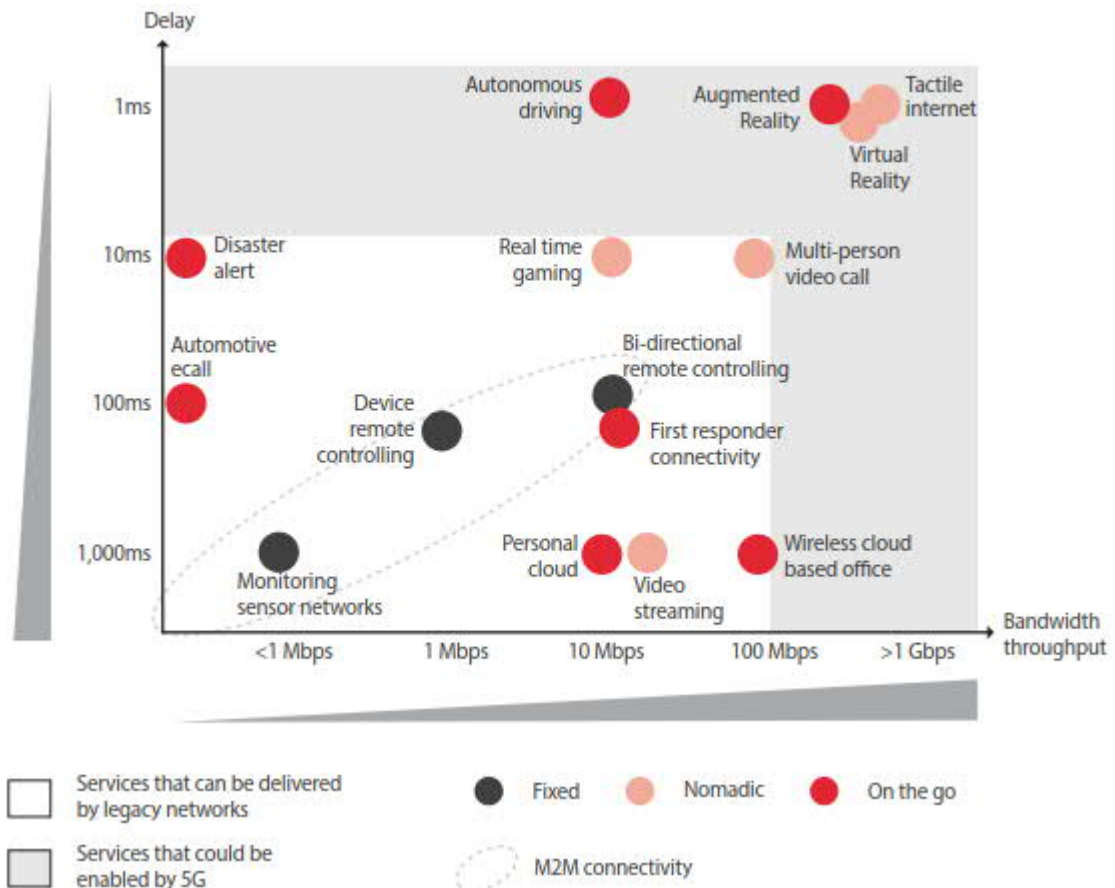 Delay
1ms
10ms
100ms
1,000ms
Autonomous
driving
Augmented
Reality
Tactile
internet
Virtual
Reality
Disaster
alert
Real time
gaming
Multi-person
video call
Automotive
ecall
Bi-directional
remote controlling
Device
remote
controlling
First responder
connectivity
Monitoring
sensor networks
Personal
cloud
Video
streaming
Wireless cloud
based office
Bandwidth
throughput
<1 Mbps
1 Mbps
10 Mbps
100 Mbps
>1 Gbps
Services that can be delivered
by legacy networks
Fixed
Nomadic
On the go
Services that could be
enabled by 5G
M2M connectivity